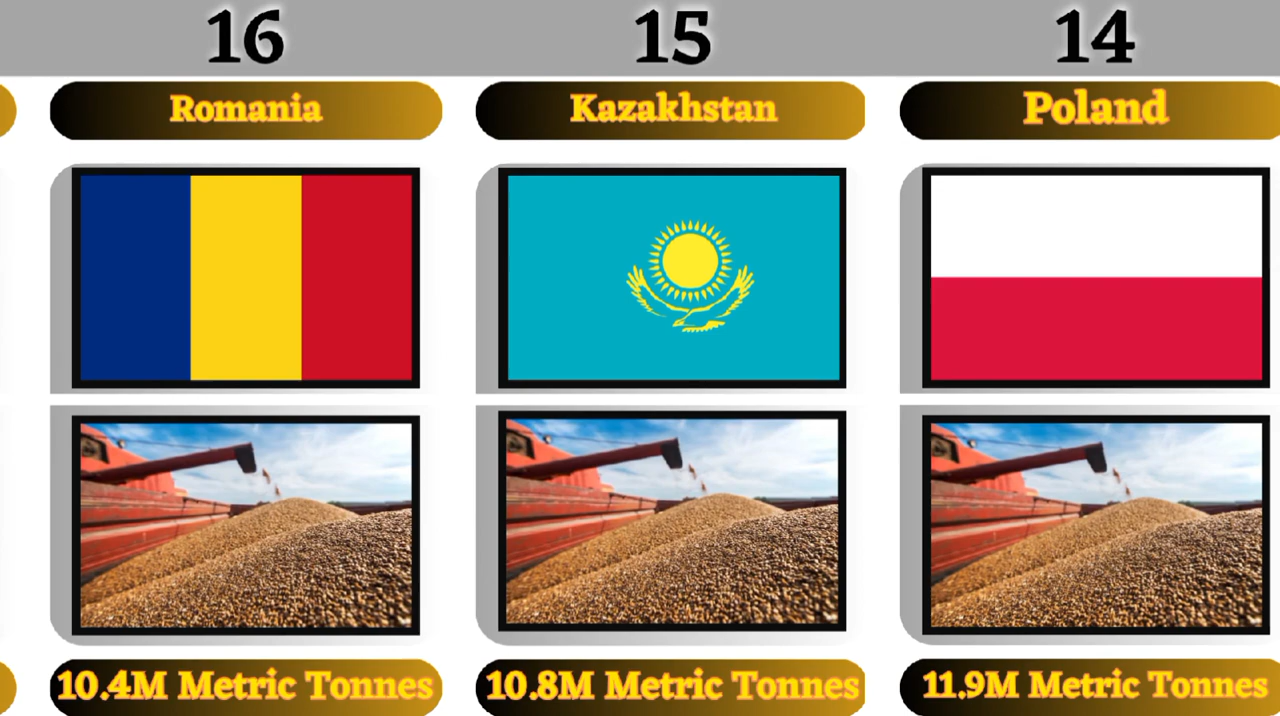 16
15
14
Romania
Kazakhstan
Poland
10.4M Metric Tonnes
10.8M Metric Tonnes
11.9M Metric Tonnes